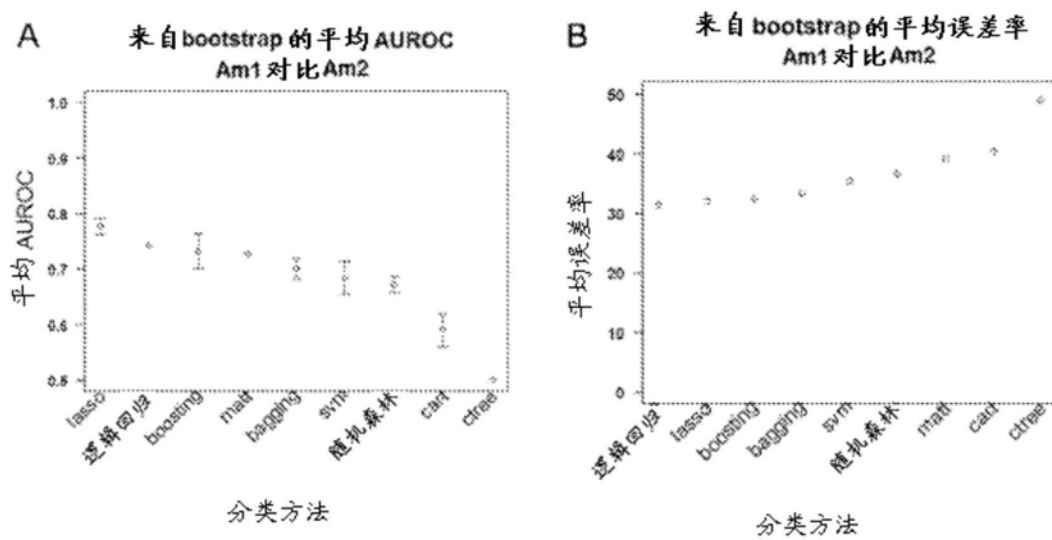 A
来自bootstrap的平均AUROC
Am1对比Am2
平均 AUROC
1.0
0.9
0.8
0.7
0.6
0.5
lasso
逻辑回归
boosting
matt
bagging
svm
随机森林
cart
ctree
分类方法
B
来自bootstrap的平均误差率
Am1对比Am2
平均误差率
50
40
30
20
10
0
逻辑回归
lasso
boosting
bagging
svm
随机森林
matt
cart
ctree
分类方法